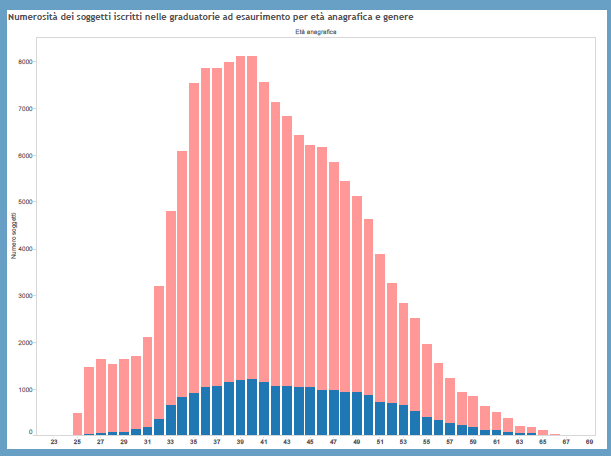 Numerosità dei soggetti iscritti nelle graduatorie ad esaurimento per età anagrafica e genere
Età anagrafica
Numero soggetti
8000
7000
6000
5000
4000
3000
2000
1000
0
23 25 27 29 31 33 35 37 39 41 43 45 47 49 51 53 55 57 59 61 63 65 67 69